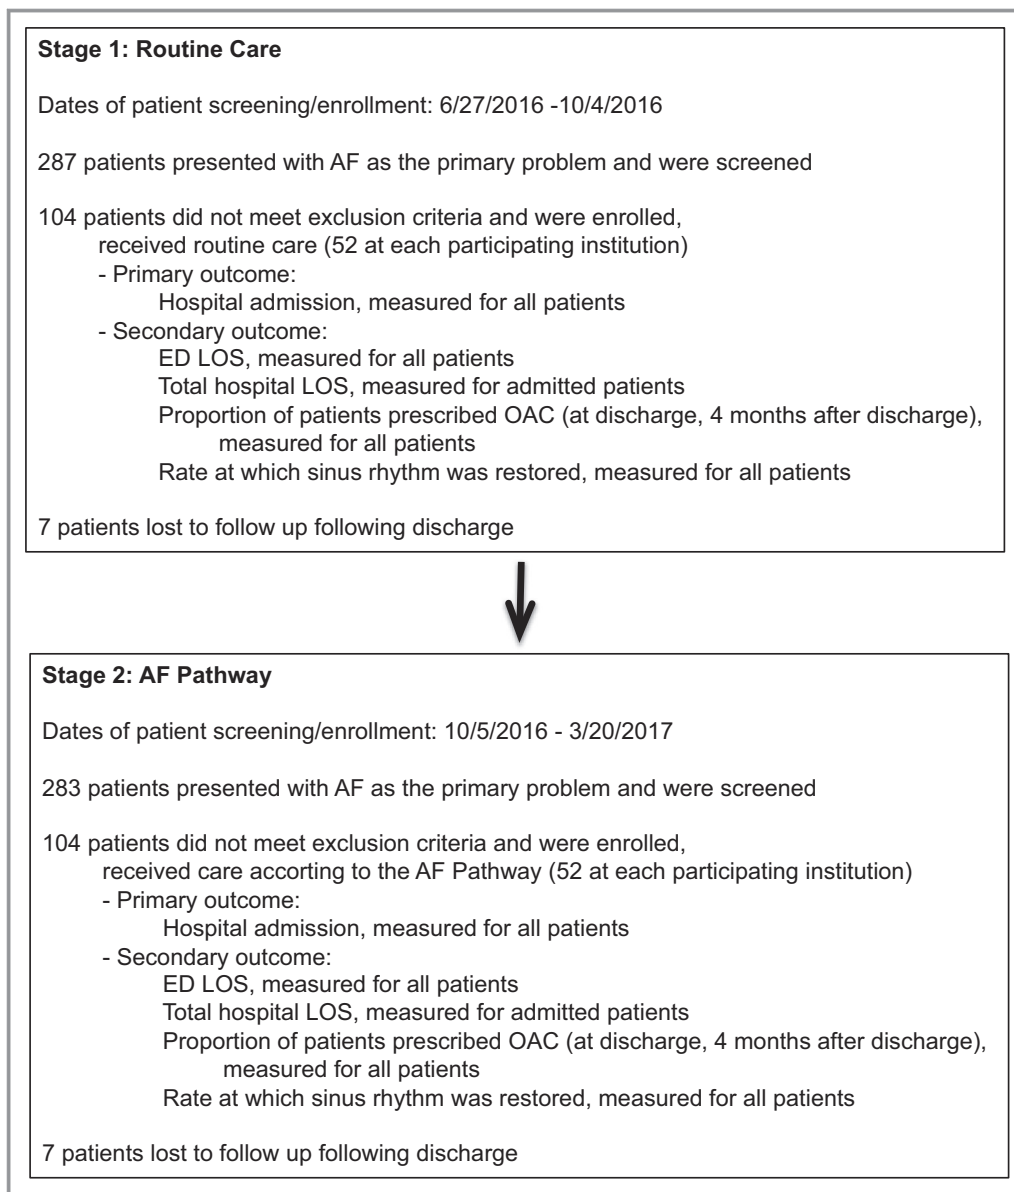 Stage 1: Routine Care
Dates of patient screening/enrollment: 6/27/2016 -10/4/2016
287 patients presented with AF as the primary problem and were screened
104 patients did not meet exclusion criteria and were enrolled,
received routine care (52 at each participating institution)
- Primary outcome:
Hospital admission, measured for all patients
- Secondary outcome:
ED LOS, measured for all patients
Total hospital LOS, measured for admitted patients
Proportion of patients prescribed OAC (at discharge, 4 months after discharge),
measured for all patients
Rate at which sinus rhythm was restored, measured for all patients
7 patients lost to follow up following discharge
Stage 2: AF Pathway
Dates of patient screening/enrollment: 10/5/2016 - 3/20/2017
283 patients presented with AF as the primary problem and were screened
104 patients did not meet exclusion criteria and were enrolled,
received care accorting to the AF Pathway (52 at each participating institution)
- Primary outcome:
Hospital admission, measured for all patients
- Secondary outcome:
ED LOS, measured for all patients
Total hospital LOS, measured for admitted patients
Proportion of patients prescribed OAC (at discharge, 4 months after discharge),
measured for all patients
Rate at which sinus rhythm was restored, measured for all patients
7 patients lost to follow up following discharge